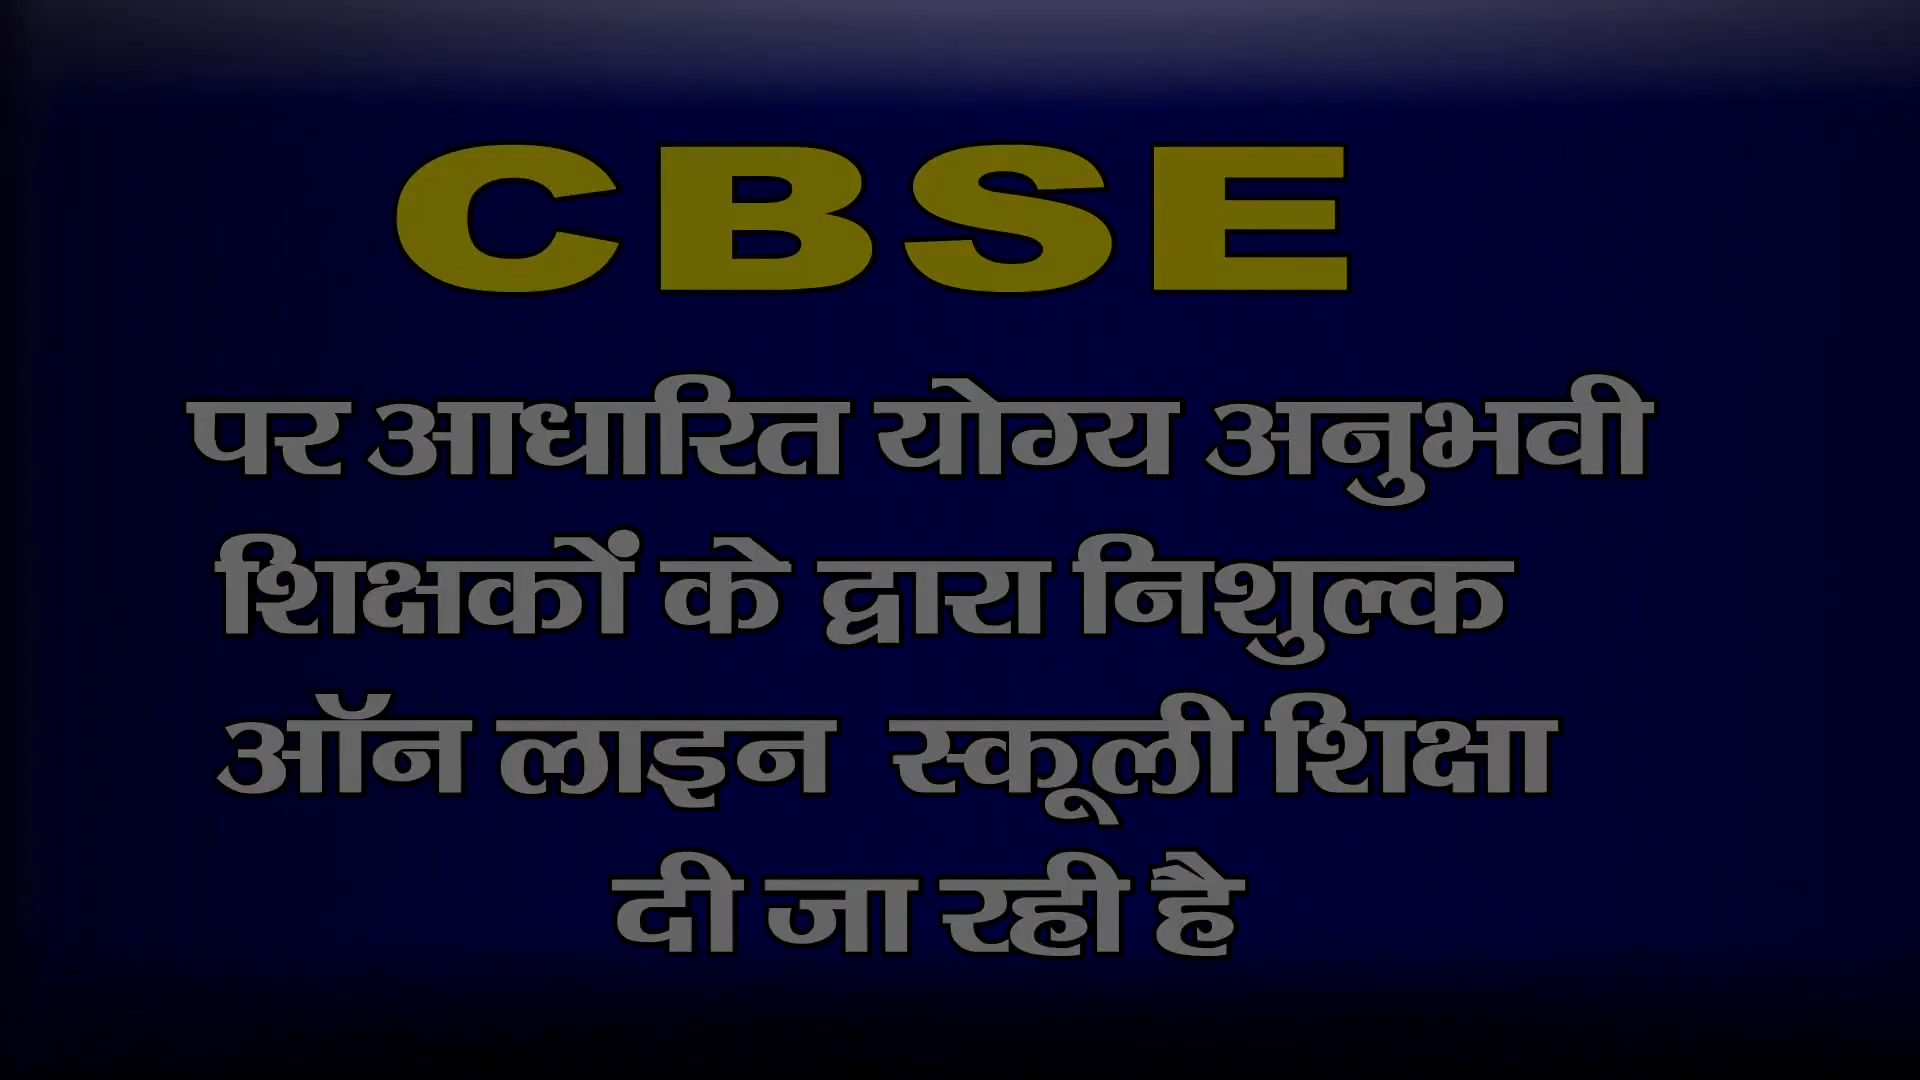 CBSE
पर आधारित योग्य अनुभवी
शिक्षकों के द्वारा निशुल्क
ऑन लाइन स्कूली शिक्षा
दी जा रही है